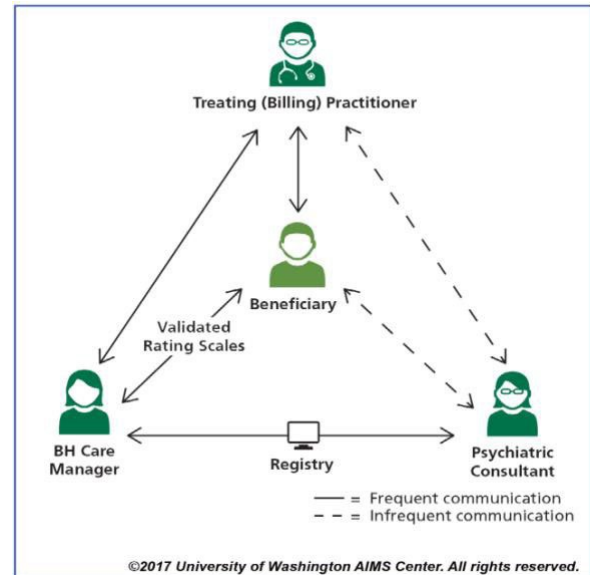 Treating (Billing) Practitioner
Beneficiary
Validated
Rating Scales
BH Care
Manager
Registry
Psychiatric
Consultant
= Frequent communication
= Infrequent communication
©2017 University of Washington AIMS Center. All rights reserved.